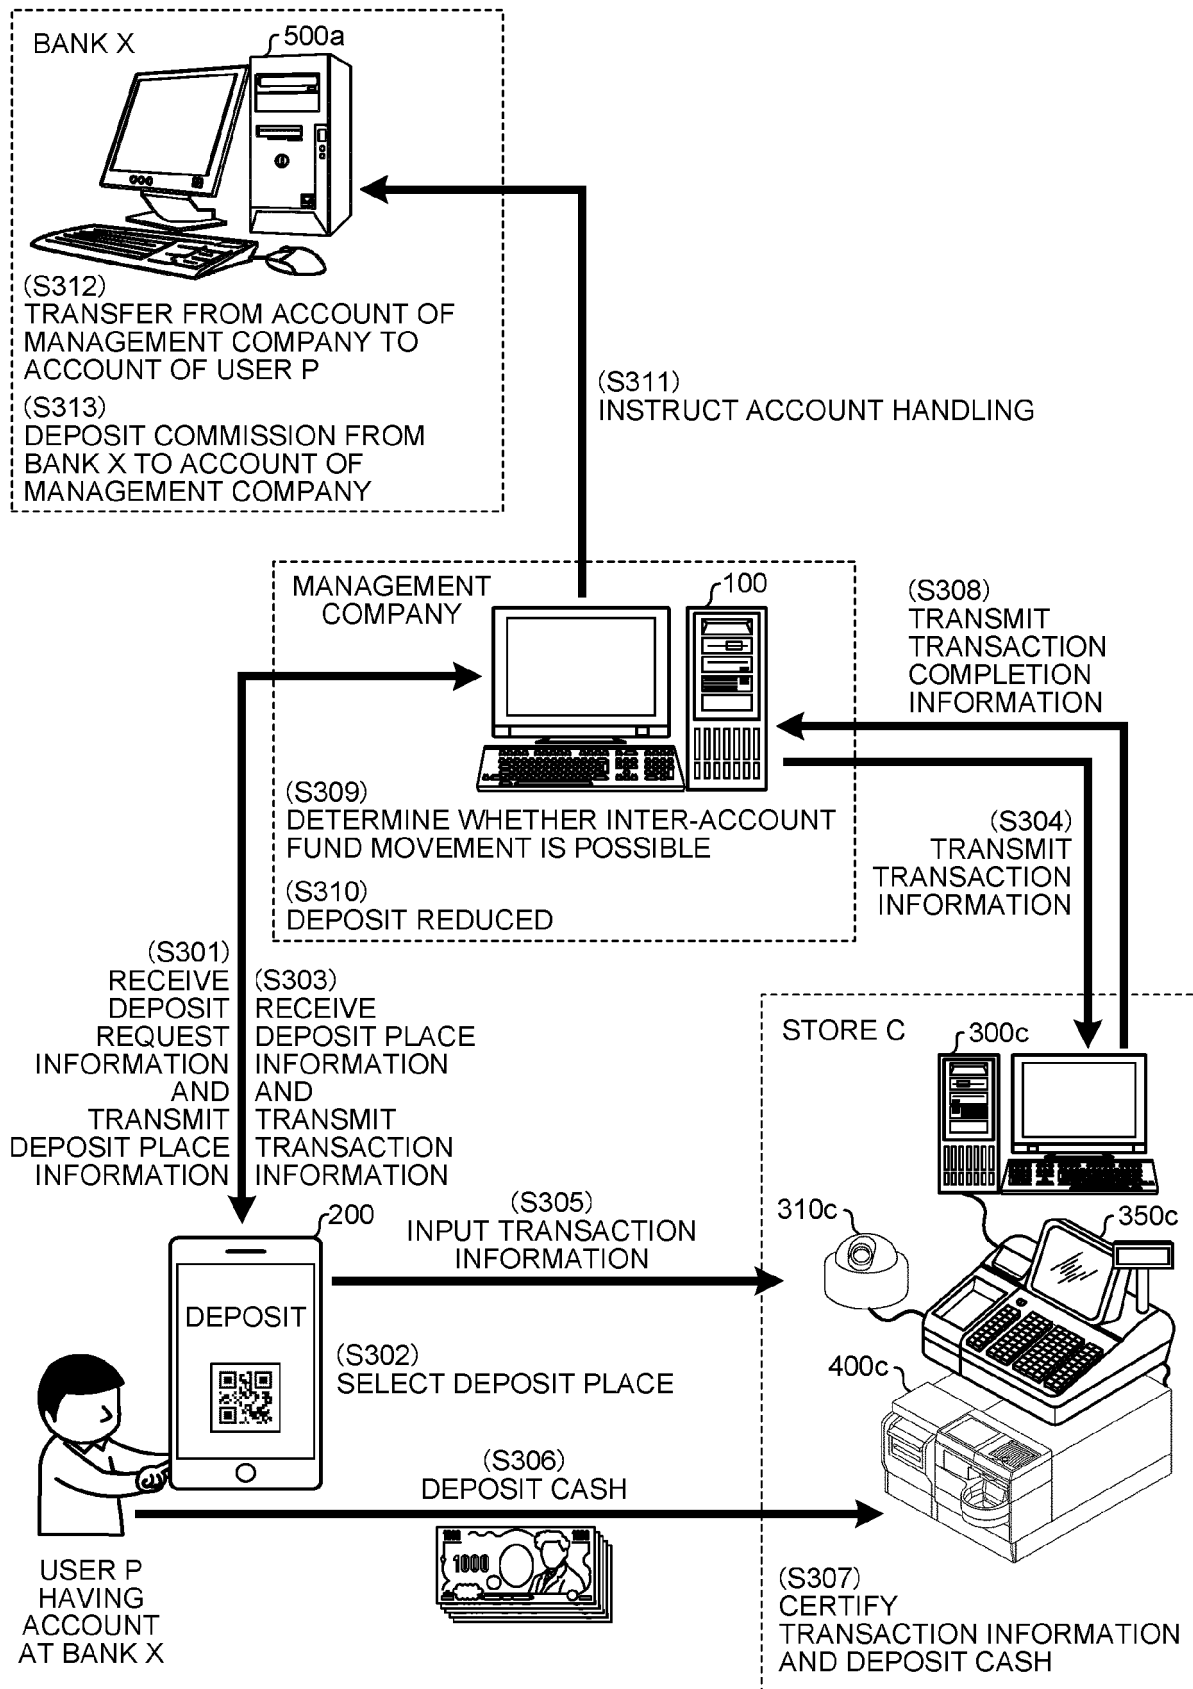 BANK X
500a
(S312)
TRANSFER FROM ACCOUNT OF
MANAGEMENT COMPANY TO
ACCOUNT OF USER P
(S313)
DEPOSIT COMMISSION FROM
BANK X TO ACCOUNT OF
MANAGEMENT COMPANY
(S311)
INSTRUCT ACCOUNT HANDLING
MANAGEMENT
COMPANY
100
(S309)
DETERMINE WHETHER INTER-ACCOUNT
FUND MOVEMENT IS POSSIBLE
(S310)
DEPOSIT REDUCED
(S308)
TRANSMIT
TRANSACTION
COMPLETION
INFORMATION
(S304)
TRANSMIT
TRANSACTION
INFORMATION
(S301)
RECEIVE
DEPOSIT
REQUEST
INFORMATION
AND
TRANSMIT
DEPOSIT PLACE
INFORMATION
(S303)
RECEIVE
DEPOSIT PLACE
INFORMATION
AND
TRANSMIT
TRANSACTION
INFORMATION
STORE C
300c
310c
350c
400c
200
DEPOSIT
(S305)
INPUT TRANSACTION
INFORMATION
(S302)
SELECT DEPOSIT PLACE
(S306)
DEPOSIT CASH
1000 1000
1000
USER P
HAVING
ACCOUNT
AT BANK X
(S307)
CERTIFY
TRANSACTION INFORMATION
AND DEPOSIT CASH